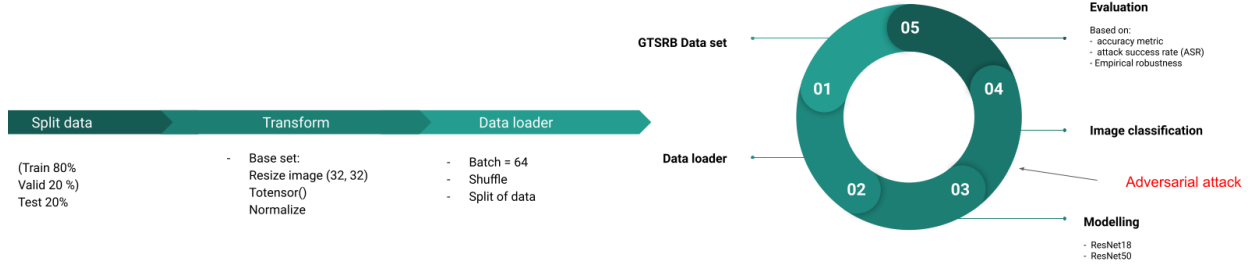 Split data
Transform
Data loader
(Train 80%
Valid 20 %)
Test 20%
- Base set:
Resize image (32, 32)
Totensor()
Normalize
- Batch = 64
- Shuffle
- Split of data
GTSRB Data set
Data loader
01
02
03
04
05
Evaluation
Based on:
- accuracy metric
- attack success rate (ASR)
- Empirical robustness
Image classification
Adversarial attack
Modelling
- ResNet18
- ResNet50